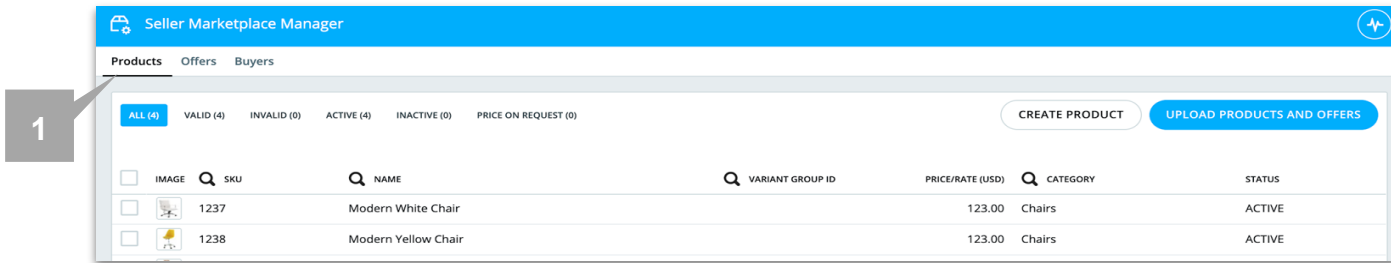 Seller Marketplace Manager
Products Offers Buyers
1
ALL (4) VALID (4) INVALID (0) ACTIVE (4) INACTIVE (0) PRICE ON REQUEST (0) CREATE PRODUCT UPLOAD PRODUCTS AND OFFERS
IMAGE SKU NAME VARIANT GROUP ID PRICE/RATE (USD) CATEGORY STATUS
1237 Modern White Chair 123.00 Chairs ACTIVE
1238 Modern Yellow Chair 123.00 Chairs ACTIVE